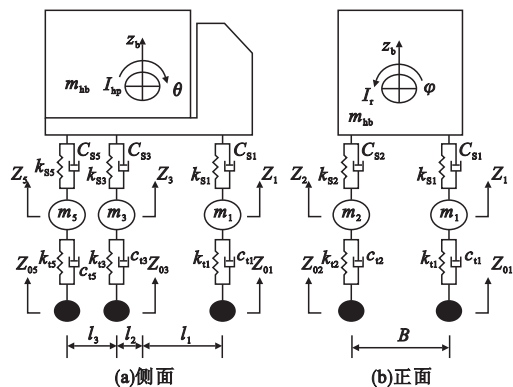 z_b z_b
m_hb I_hp θ I_r φ
m_hb
C_S5 C_S3 C_S1 C_S2 C_S1
k_S5 k_S3 k_S1 k_S2 k_S1
Z_5 Z_3 Z_1 Z_2 Z_1
m_5 m_3 m_1 m_2 m_1
k_t5 c_t5 k_t3 c_t3 k_t1 c_t1 k_t2 c_t2 k_t1 c_t1
Z_05 Z_03 Z_01 Z_02 Z_01
l_3 l_2 l_1 B
(a)侧面 (b)正面